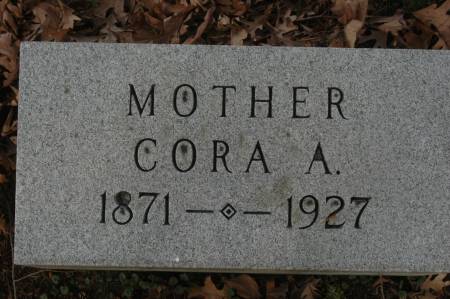 MOTHER
CORA A.
1871 — 1927